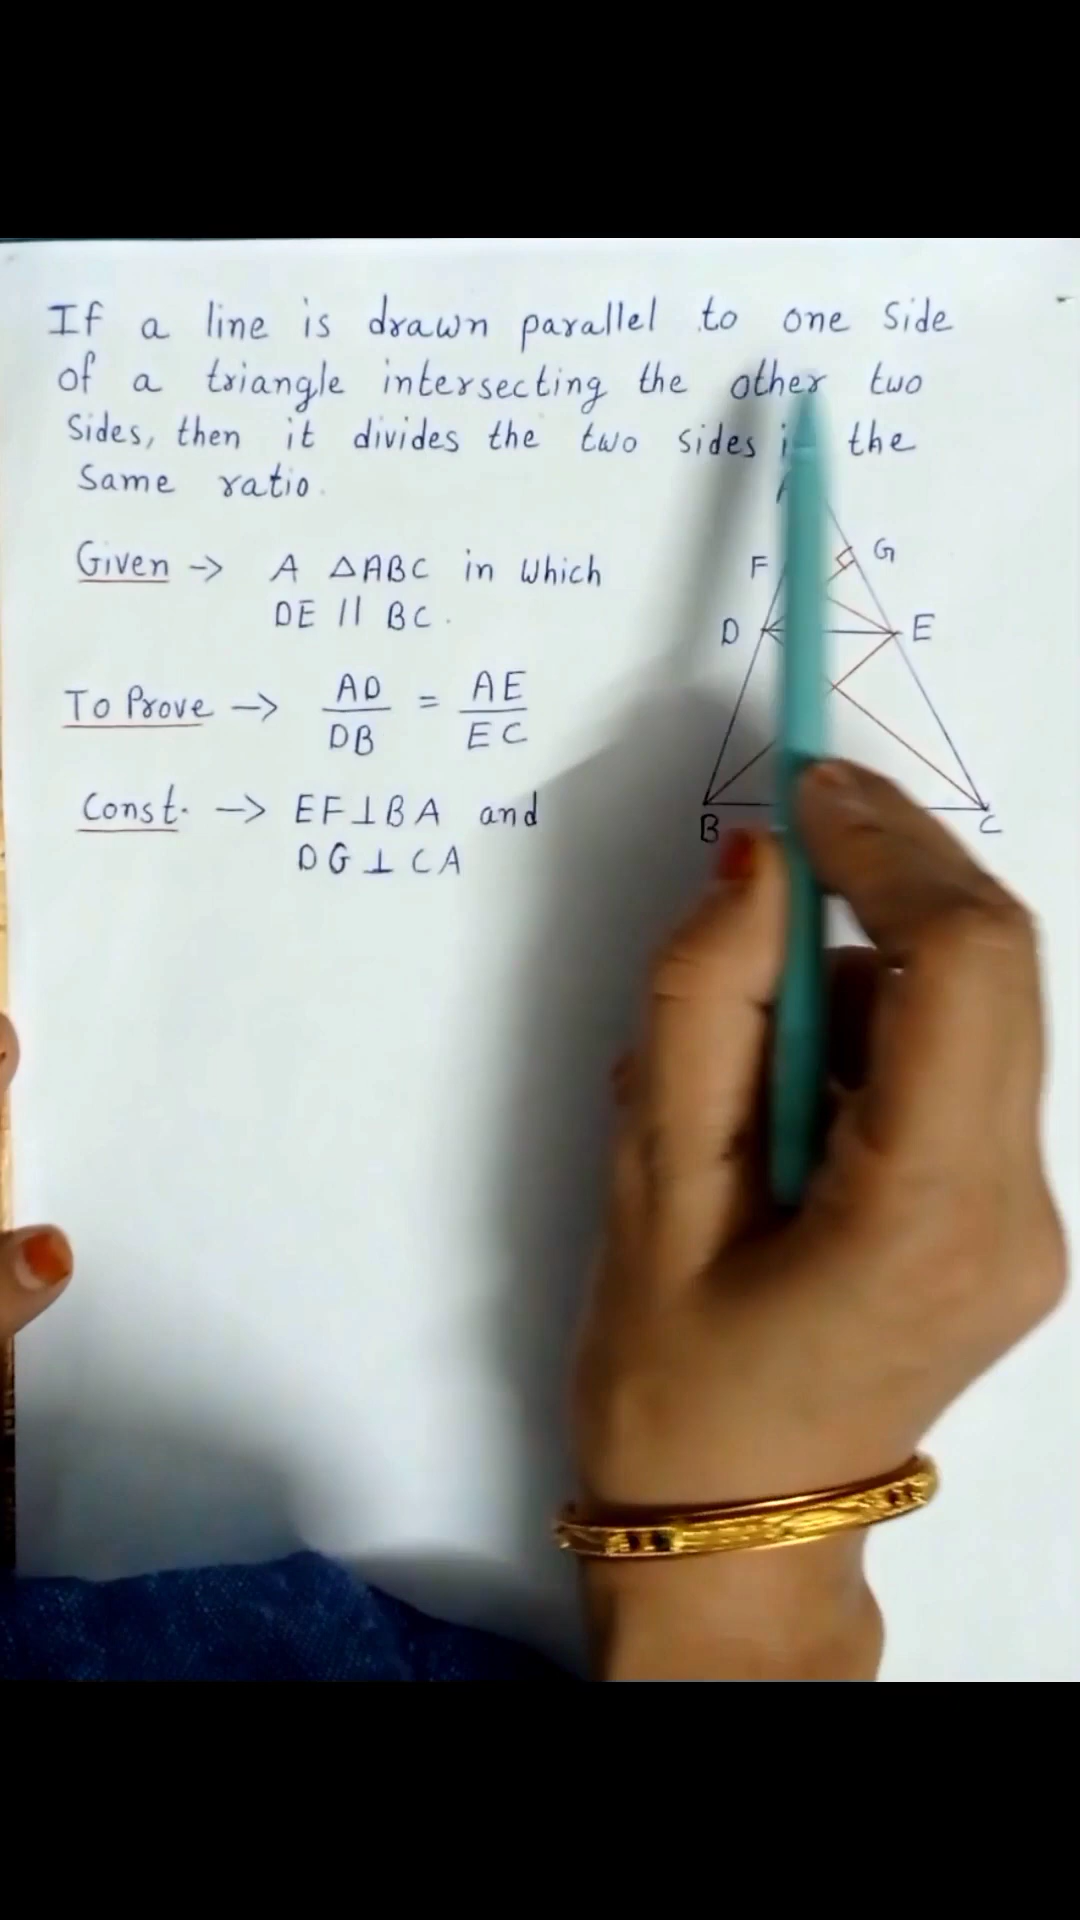 If a line is drawn parallel to one side
of a triangle intersecting the other two
sides, then it divides the two sides the
same ratio.
Given → A △ABC in which
DE || BC.
To Prove → AD/DB = AE/EC
Const. → EF⊥BA and
DG ⊥ CA
G
F
D
E
B
C